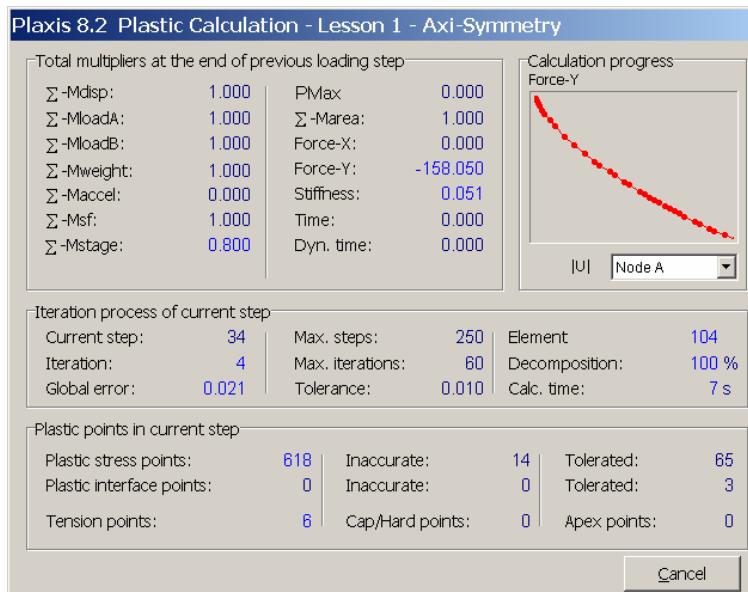 Plaxis 8.2 Plastic Calculation - Lesson 1 - Axi-Symmetry
Total multipliers at the end of previous loading step
∑ -Mdisp: 1.000
∑ -MloadA: 1.000
∑ -MloadB: 1.000
∑ -Mweight: 1.000
∑ -Maccel: 0.000
∑ -Msf: 1.000
∑ -Mstage: 0.800
PMax 0.000
∑ -Marea: 1.000
Force-X: 0.000
Force-Y: -158.050
Stiffness: 0.051
Time: 0.000
Dyn. time: 0.000
Calculation progress
Force-Y
|U| Node A
Iteration process of current step
Current step: 34 Max. steps: 250 Element 104
Iteration: 4 Max. iterations: 60 Decomposition: 100 %
Global error: 0.021 Tolerance: 0.010 Calc. time: 7 s
Plastic points in current step
Plastic stress points: 618 Inaccurate: 14 Tolerated: 65
Plastic interface points: 0 Inaccurate: 0 Tolerated: 3
Tension points: 6 Cap/Hard points: 0 Apex points: 0
Cancel